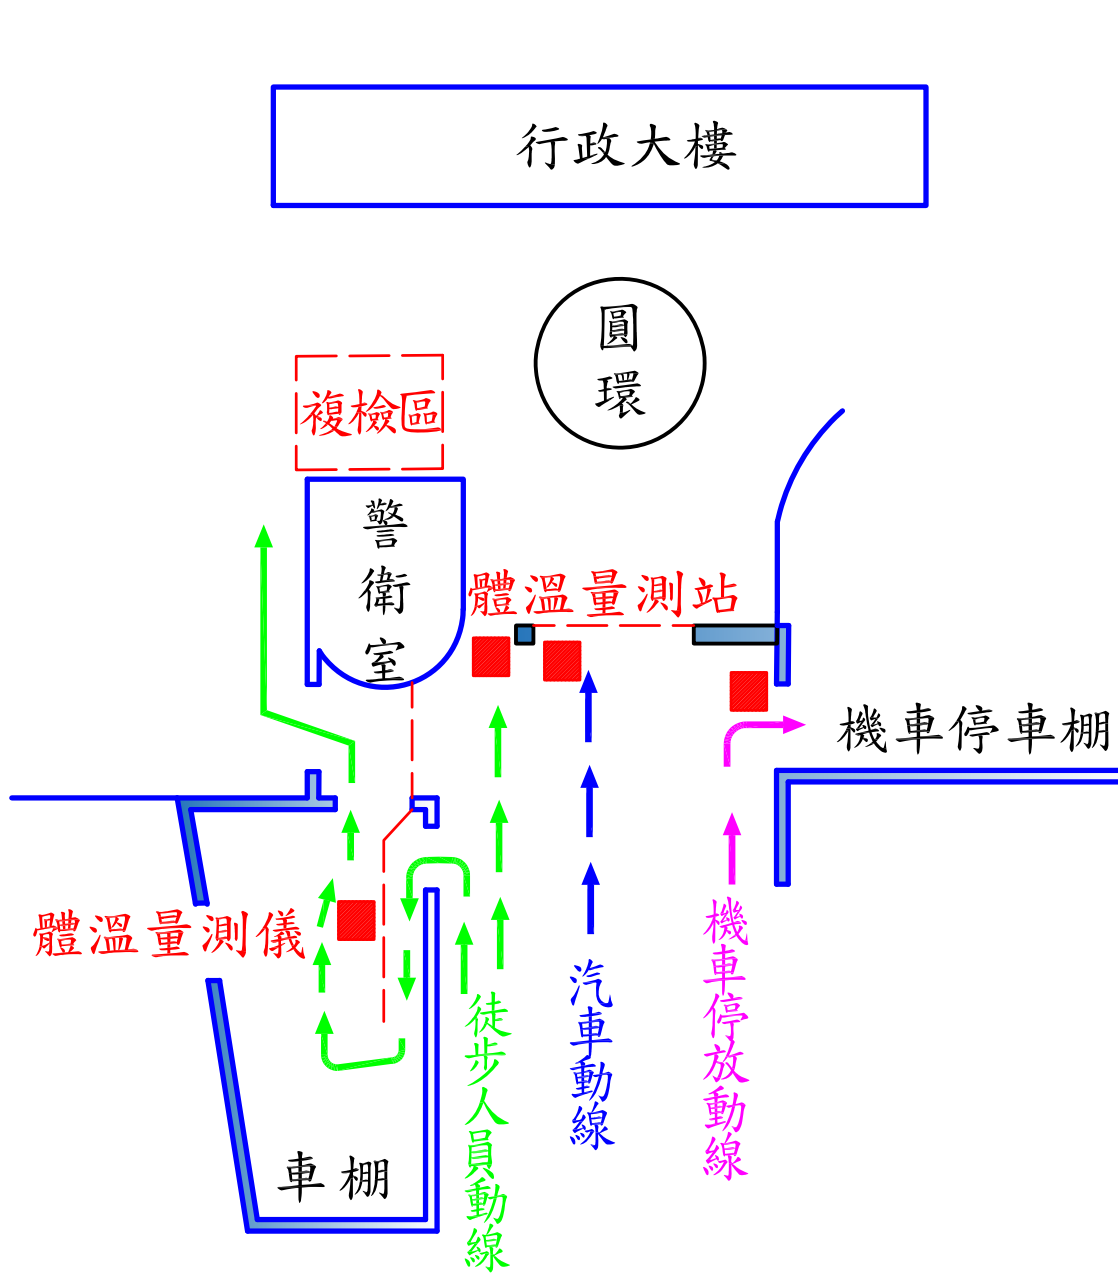 行政大樓
圓環
複檢區
警衛室
體溫量測站
機車停車棚
體溫量測儀
機車停放動線
汽車動線
徒步人員動線
車棚